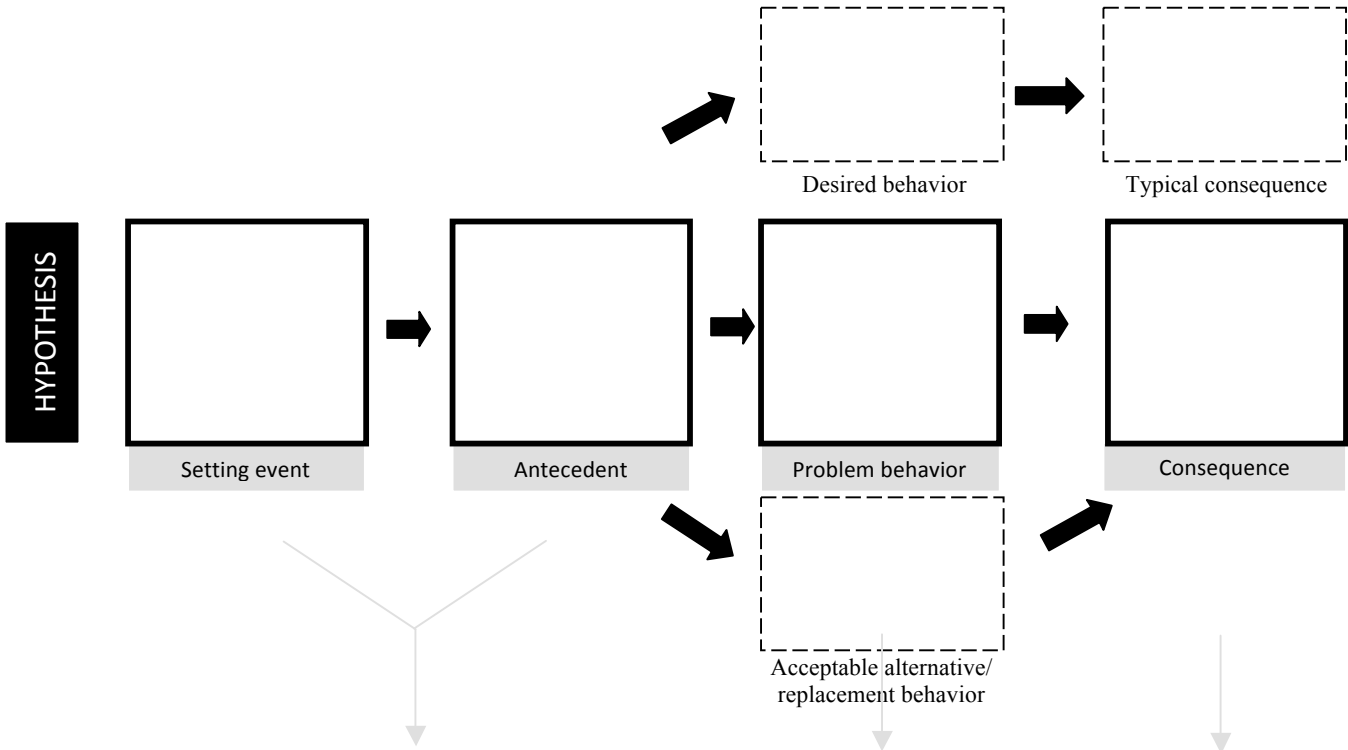 Desired behavior
Typical consequence
HYPOTHESIS
Setting event
Antecedent
Problem behavior
Consequence
Acceptable alternative/
replacement behavior